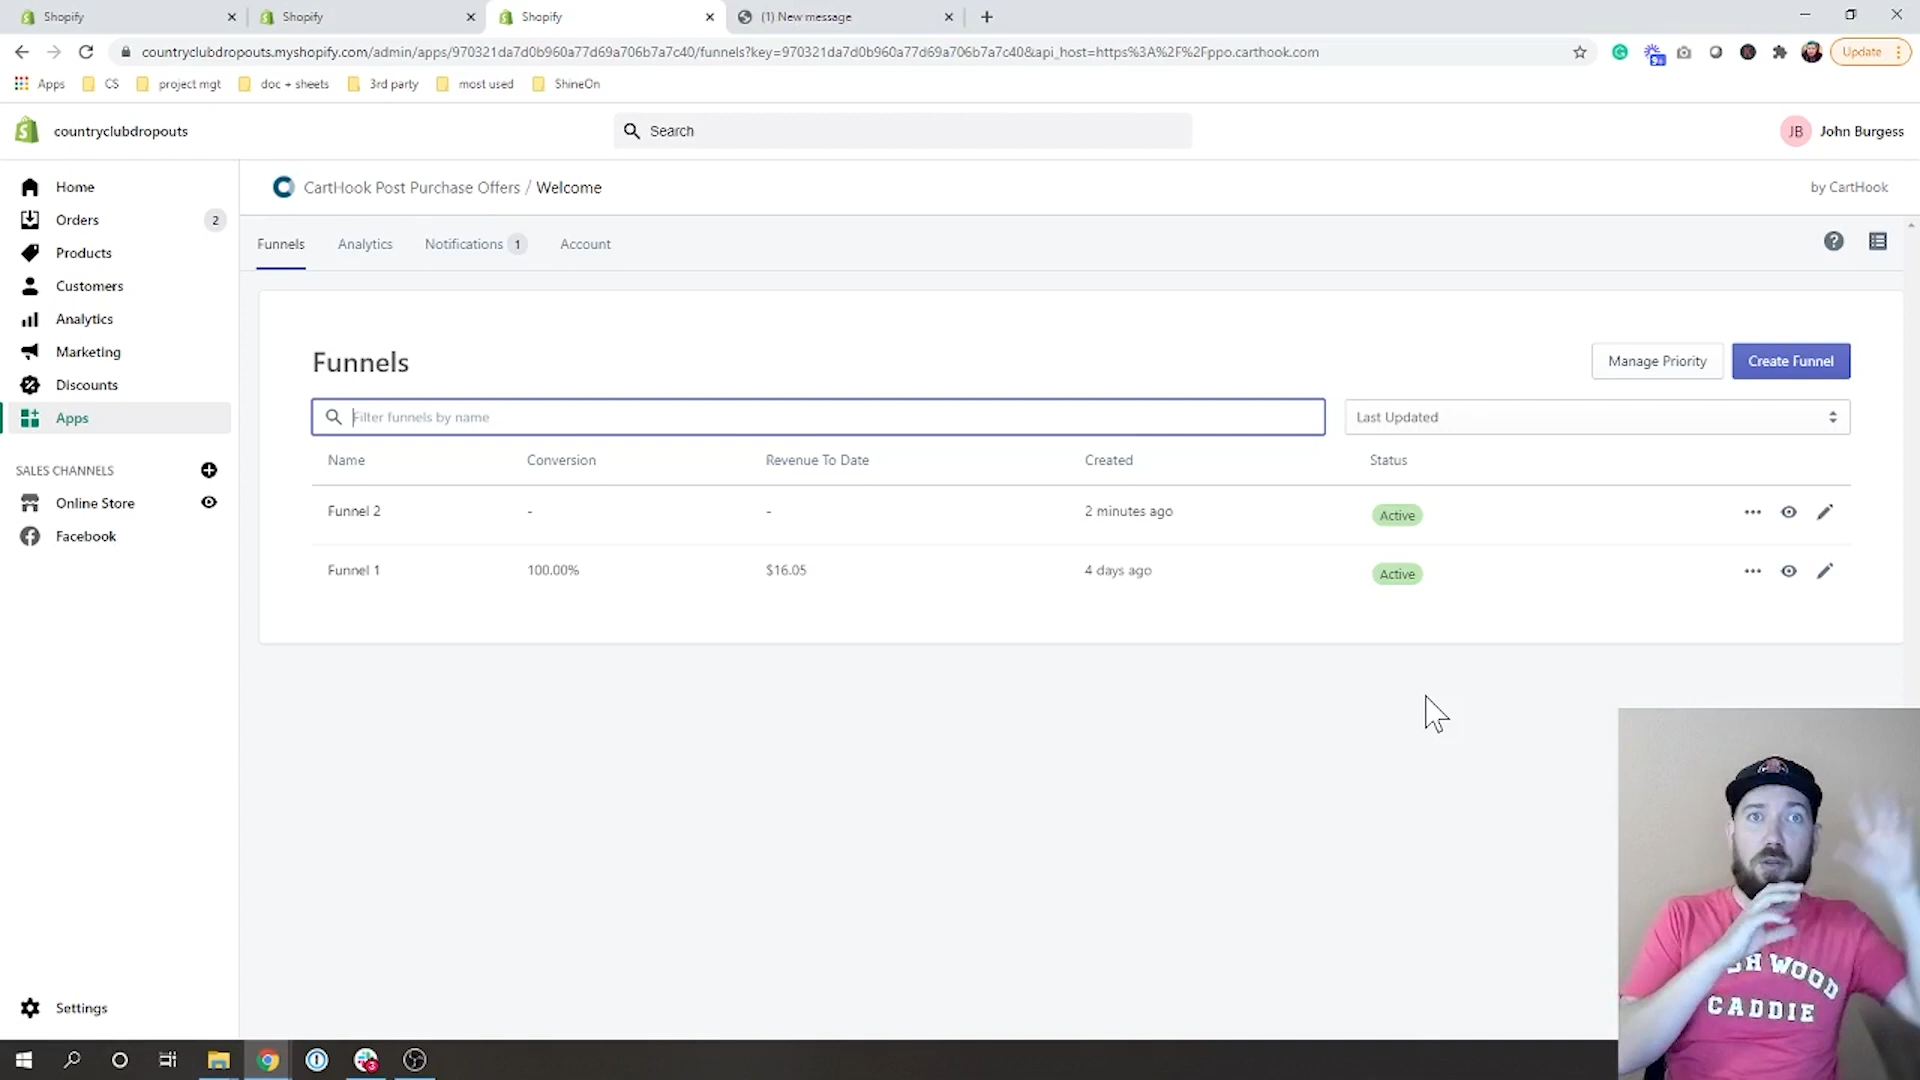 Shopify
Shopify
Shopify
(1) New message
countryclubdropouts.myshopify.com/admin/apps/970321da7d0b960a77d69a706b7a7c40/funnels?key=970321da7d0b960a77d69a706b7a7c40&api_host=https%3A%2F%2Fppo.carthook.com
9+
Update
Apps
CS
project mgt
doc + sheets
3rd party
most used
ShineOn
countryclubdropouts
Search
JB
John Burgess
Home
Orders
2
Products
Customers
Analytics
Marketing
Discounts
Apps
SALES CHANNELS
Online Store
Facebook
Settings
CartHook Post Purchase Offers / Welcome
by CartHook
Funnels
Analytics
Notifications 1
Account
Funnels
Manage Priority
Create Funnel
Filter funnels by name
Last Updated
Name
Conversion
Revenue To Date
Created
Status
Funnel 2
-
-
2 minutes ago
Active
Funnel 1
100.00%
$16.05
4 days ago
Active
WOOD
CADDIE
3